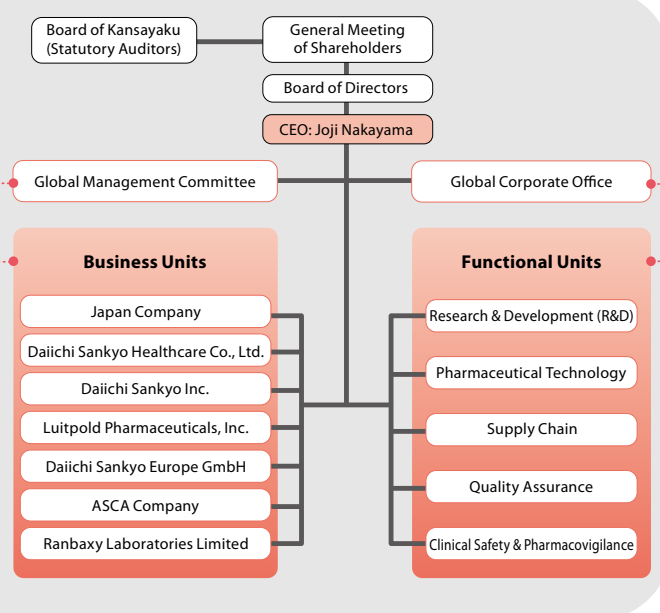 Board of Kansayaku
(Statutory Auditors)
General Meeting
of Shareholders
Board of Directors
CEO: Joji Nakayama
Global Management Committee
Global Corporate Office
Business Units
Japan Company
Daiichi Sankyo Healthcare Co., Ltd.
Daiichi Sankyo Inc.
Luitpold Pharmaceuticals, Inc.
Daiichi Sankyo Europe GmbH
ASCA Company
Ranbaxy Laboratories Limited
Functional Units
Research & Development (R&D)
Pharmaceutical Technology
Supply Chain
Quality Assurance
Clinical Safety & Pharmacovigilance